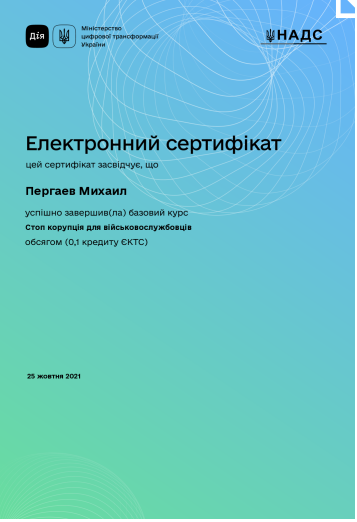 Дія
Міністерство
цифрової трансформації
України
НАДС
Електронний сертифікат
цей сертифікат засвідчує, що
Пергаев Михаил
успішно завершив(ла) базовий курс
Стоп корупція для військовослужбовців
обсягом (0,1 кредиту ЄКТС)
25 жовтня 2021